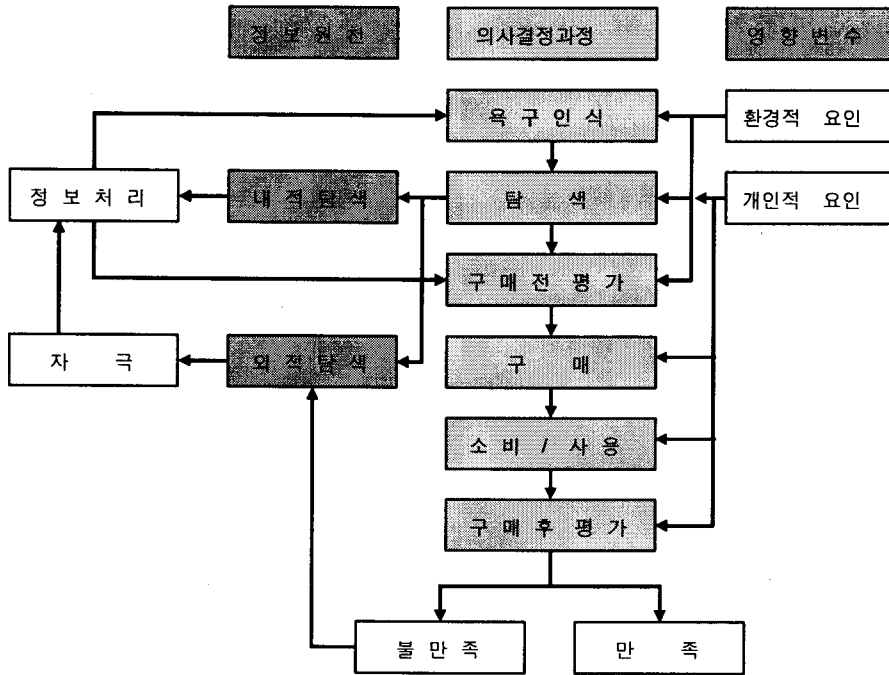 정보원천
의사결정과정
영향변수
욕구인식
환경적 요인
정보처리
내적탐색
탐색
개인적 요인
구매전 평가
자극
외적탐색
구매
소비 / 사용
구매후 평가
불만족
만족